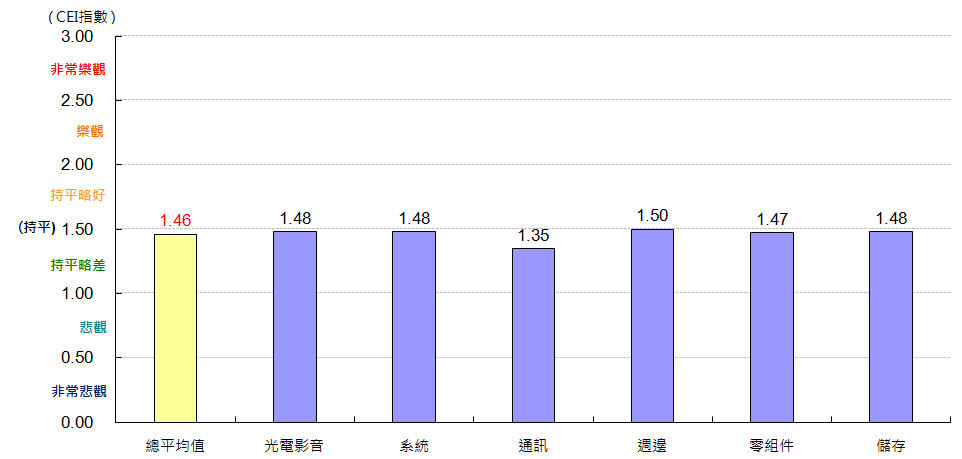 ( CEI指數 )
3.00
非常樂觀
2.50
樂觀
2.00
持平略好
(持平) 1.50
持平略差
1.00
悲觀
0.50
非常悲觀
0.00
1.46 1.48 1.48 1.35 1.50 1.47 1.48
總平均值 光電影音 系統 通訊 週邊 零組件 儲存